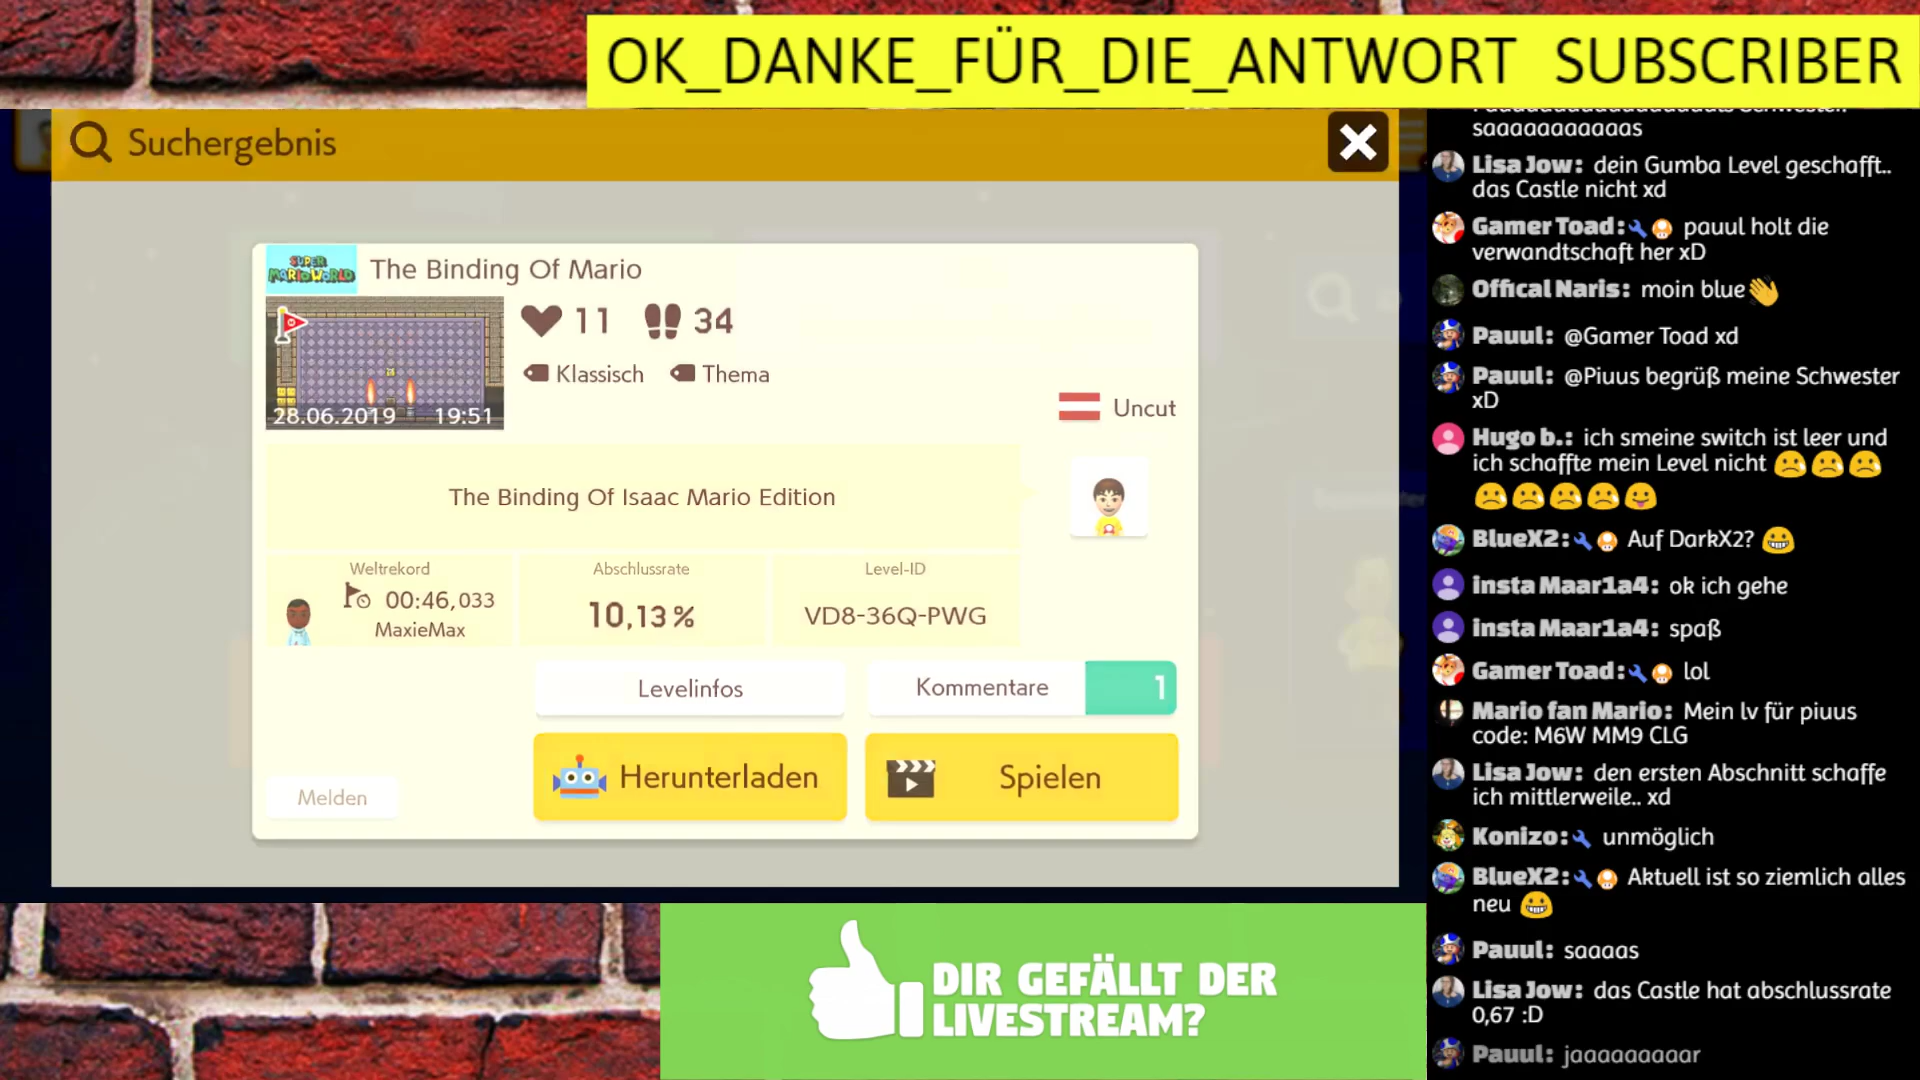 OK_DANKE_FÜR_DIE_ANTWORT SUBSCRIBER
Suchergebnis
SUPER
MARIO WORLD
The Binding Of Mario
11 34
Klassisch Thema
28.06.2019 19:51
Uncut
The Binding Of Isaac Mario Edition
Weltrekord
00:46,033
MaxieMax
Abschlussrate
10,13 %
Level-ID
VD8-36Q-PWG
Levelinfos
Kommentare 1
Melden
Herunterladen
Spielen
DIR GEFÄLLT DER
LIVESTREAM?
saaaaaaaaaaas
Lisa Jow: dein Gumba Level geschafft..
das Castle nicht xd
Gamer Toad: pauul holt die
verwandtschaft her xD
Offical Naris: moin blue👋
Pauul: @Gamer Toad xd
Pauul: @Piuus begrüß meine Schwester
xD
Hugo b.: ich smeine switch ist leer und
ich schaffte mein Level nicht 😢😢😢
😢😢😢😢😛
BlueX2: Auf DarkX2? 😀
insta Maar1a4: ok ich gehe
insta Maar1a4: spaß
Gamer Toad: lol
Mario fan Mario: Mein lv für piuus
code: M6W MM9 CLG
Lisa Jow: den ersten Abschnitt schaffe
ich mittlerweile.. xd
Konizo: unmöglich
BlueX2: Aktuell ist so ziemlich alles
neu 😀
Pauul: saaaas
Lisa Jow: das Castle hat abschlussrate
0,67 :D
Pauul: jaaaaaaaaar